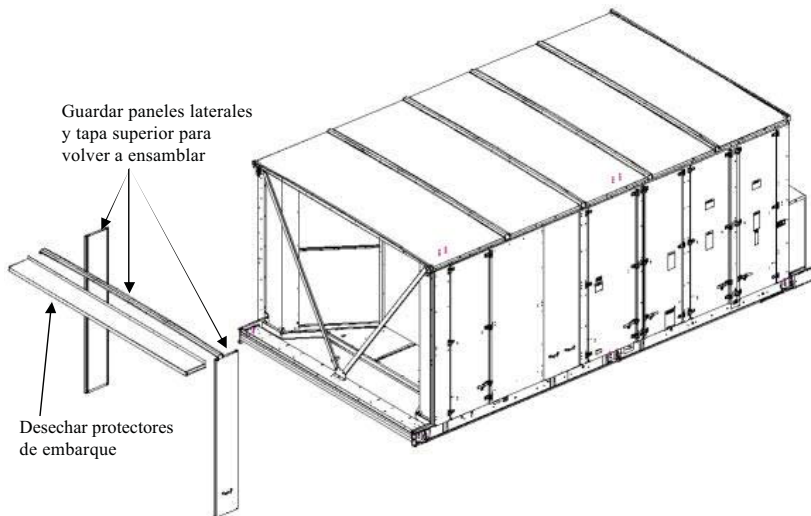 Guardar paneles laterales
y tapa superior para
volver a ensamblar
Desechar protectores
de embarque